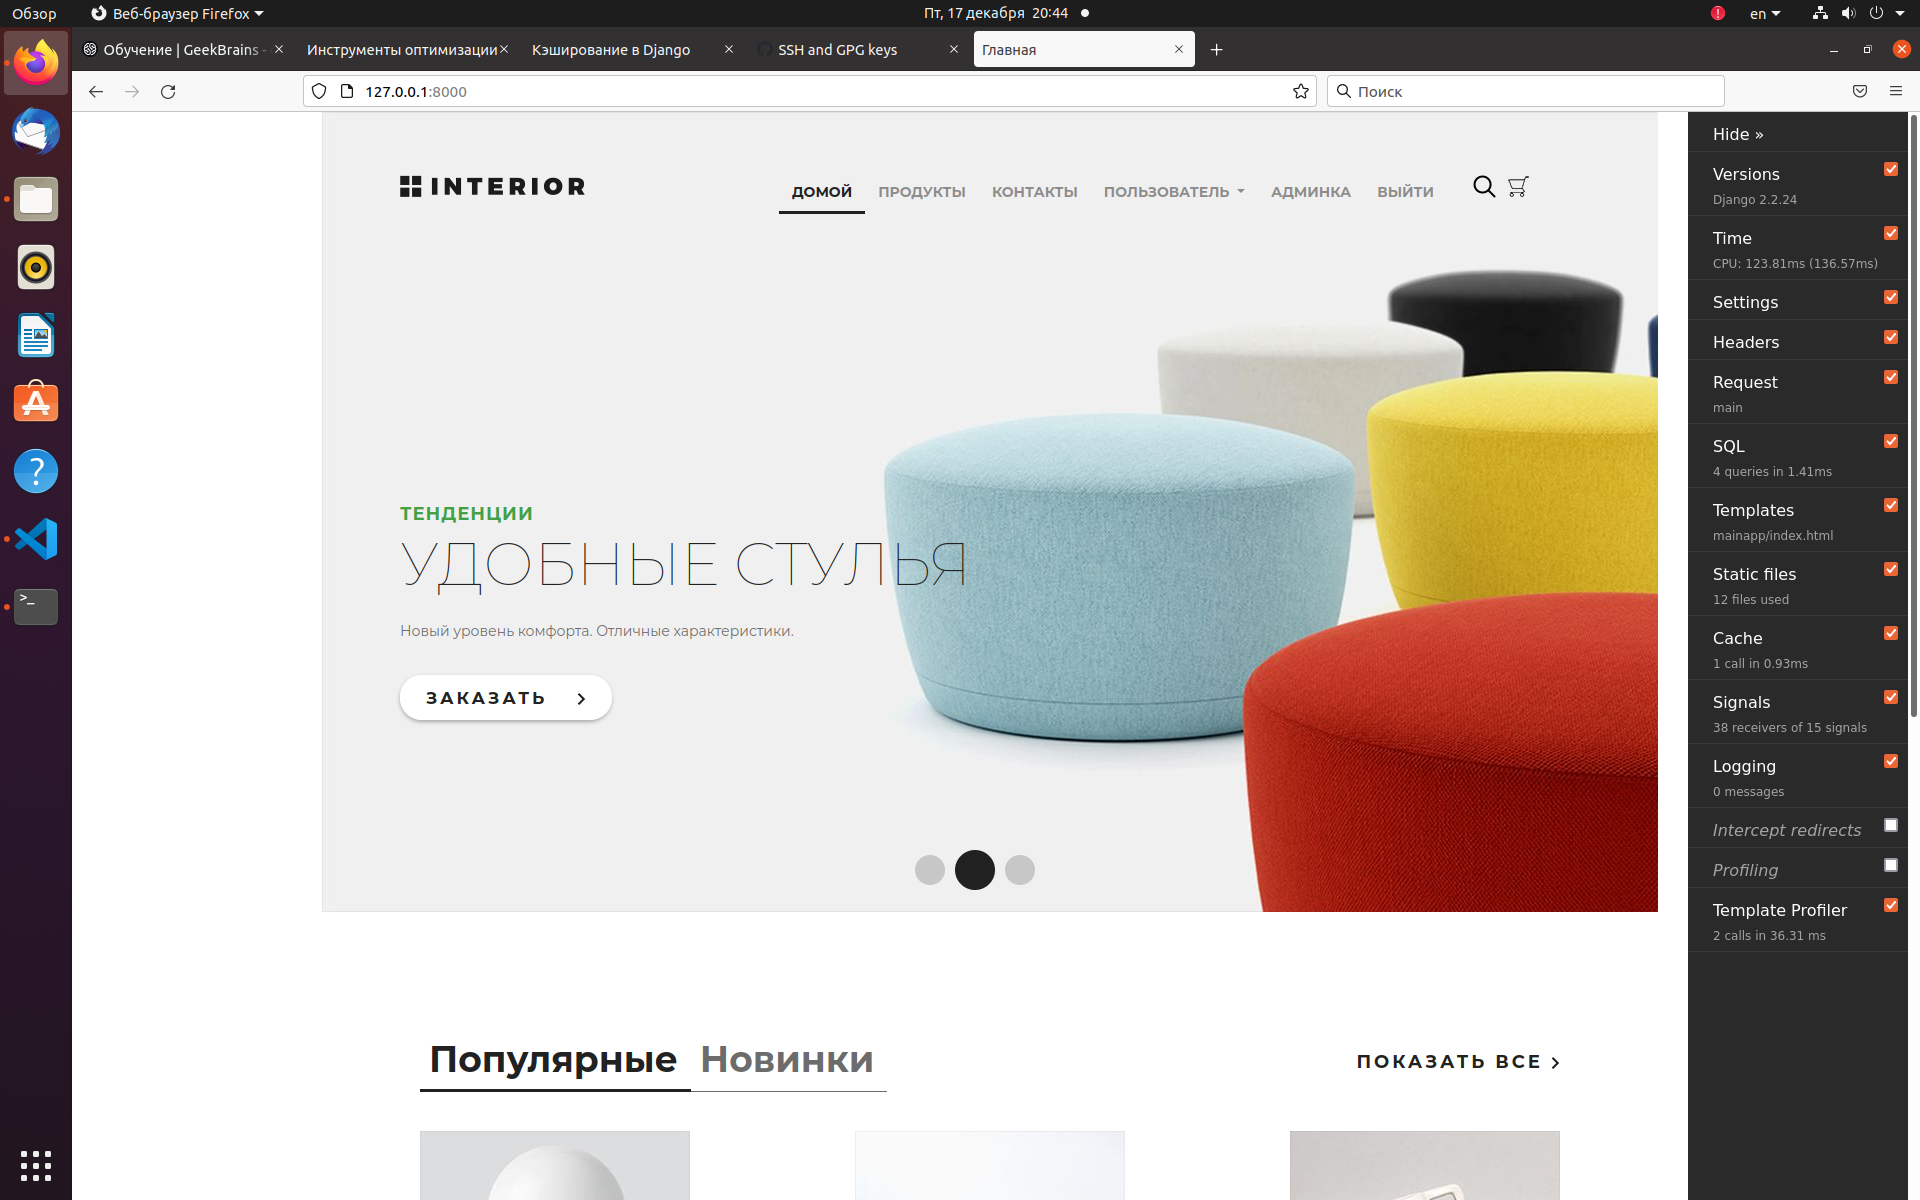 Обзор
Веб-браузер Firefox
Пт, 17 декабря 20:44
en
Обучение | GeekBrains -
Инструменты оптимизации
Кэширование в Django
SSH and GPG keys
Главная
127.0.0.1:8000
Поиск
INTERIOR
ДОМОЙ
ПРОДУКТЫ
КОНТАКТЫ
ПОЛЬЗОВАТЕЛЬ
АДМИНКА
ВЫЙТИ
ТЕНДЕНЦИИ
УДОБНЫЕ СТУЛЬЯ
Новый уровень комфорта. Отличные характеристики.
ЗАКАЗАТЬ
Популярные
Новинки
ПОКАЗАТЬ ВСЕ
Hide »
Versions
Django 2.2.24
Time
CPU: 123.81ms (136.57ms)
Settings
Headers
Request
main
SQL
4 queries in 1.41ms
Templates
mainapp/index.html
Static files
12 files used
Cache
1 call in 0.93ms
Signals
38 receivers of 15 signals
Logging
0 messages
Intercept redirects
Profiling
Template Profiler
2 calls in 36.31 ms